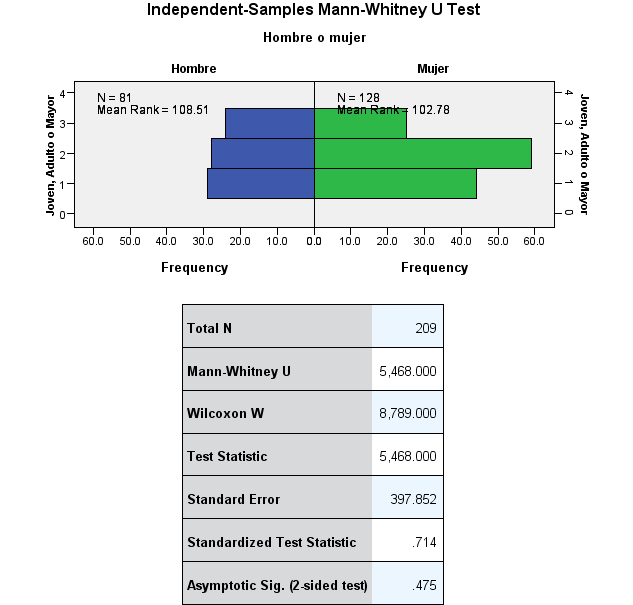 Independent-Samples Mann-Whitney U Test
Hombre o mujer
Hombre Mujer
N = 81
Mean Rank = 108.51
N = 128
Mean Rank = 102.78
Joven, Adulto o Mayor
4
3
2
1
0
4
3
2
1
0
Joven, Adulto o Mayor
60.0 50.0 40.0 30.0 20.0 10.0 0.0 0.0 10.0 20.0 30.0 40.0 50.0 60.0
Frequency Frequency
Total N 209
Mann-Whitney U 5,468.000
Wilcoxon W 8,789.000
Test Statistic 5,468.000
Standard Error 397.852
Standardized Test Statistic .714
Asymptotic Sig. (2-sided test) .475